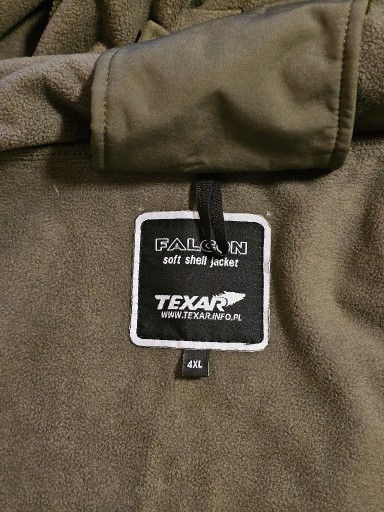 FALCON
soft shell jacket
TEXAR
WWW.TEXAR.INFO.PL
4XL